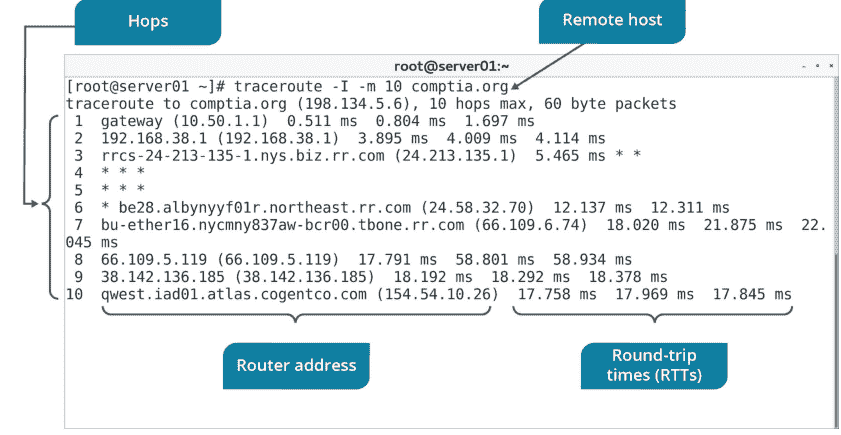 Hops
Remote host
root@server01:~
[root@server01 ~]# traceroute -I -m 10 comptia.org
traceroute to comptia.org (198.134.5.6), 10 hops max, 60 byte packets
1 gateway (10.50.1.1) 0.511 ms 0.804 ms 1.697 ms
2 192.168.38.1 (192.168.38.1) 3.895 ms 4.009 ms 4.114 ms
3 rrcs-24-213-135-1.nys.biz.rr.com (24.213.135.1) 5.465 ms * *
4 * * *
5 * * *
6 * be28.albynyyf01r.northeast.rr.com (24.58.32.70) 12.137 ms 12.311 ms
7 bu-ether16.nycmny837aw-bcr00.tbone.rr.com (66.109.6.74) 18.020 ms 21.875 ms 22.
045 ms
8 66.109.5.119 (66.109.5.119) 17.791 ms 58.801 ms 58.934 ms
9 38.142.136.185 (38.142.136.185) 18.192 ms 18.292 ms 18.378 ms
10 qwest.iad01.atlas.cogentco.com (154.54.10.26) 17.758 ms 17.969 ms 17.845 ms
Router address
Round-trip
times (RTTs)